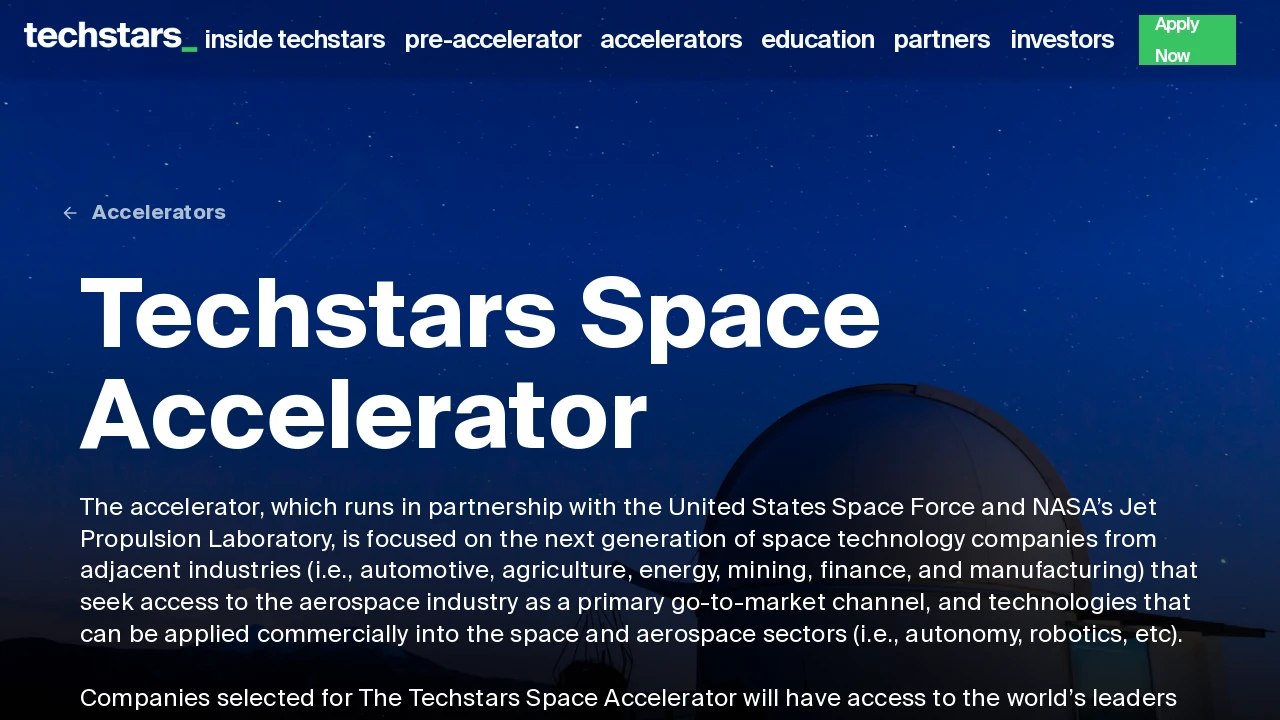 techstars_ inside techstars pre-accelerator accelerators education partners investors Apply Now
← Accelerators
Techstars Space
Accelerator
The accelerator, which runs in partnership with the United States Space Force and NASA’s Jet
Propulsion Laboratory, is focused on the next generation of space technology companies from
adjacent industries (i.e., automotive, agriculture, energy, mining, finance, and manufacturing) that
seek access to the aerospace industry as a primary go-to-market channel, and technologies that
can be applied commercially into the space and aerospace sectors (i.e., autonomy, robotics, etc).
Companies selected for The Techstars Space Accelerator will have access to the world’s leaders